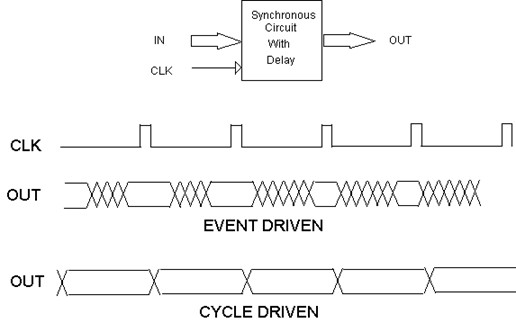 Synchronous
Circuit
With
Delay
IN
OUT
CLK
CLK
OUT
EVENT DRIVEN
OUT
CYCLE DRIVEN